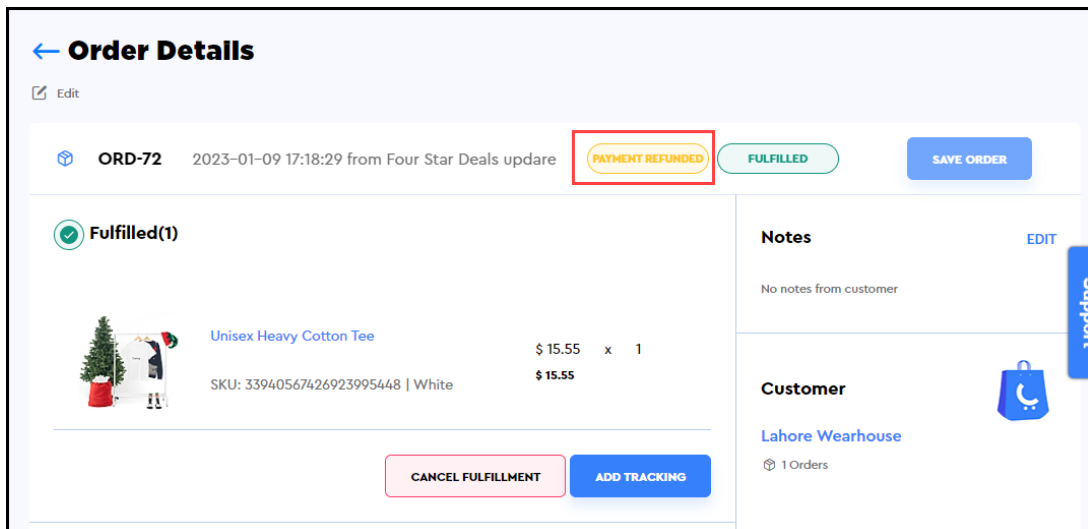 Order Details
Edit
ORD-72 2023-01-09 17:18:29 from Four Star Deals updare PAYMENT REFUNDED FULFILLED SAVE ORDER
Fulfilled(1)
Unisex Heavy Cotton Tee
$ 15.55 x 1
SKU: 33940567426923995448 | White
$ 15.55
CANCEL FULFILLMENT ADD TRACKING
Notes EDIT
No notes from customer
Customer
Lahore Wearhouse
1 Orders
Support